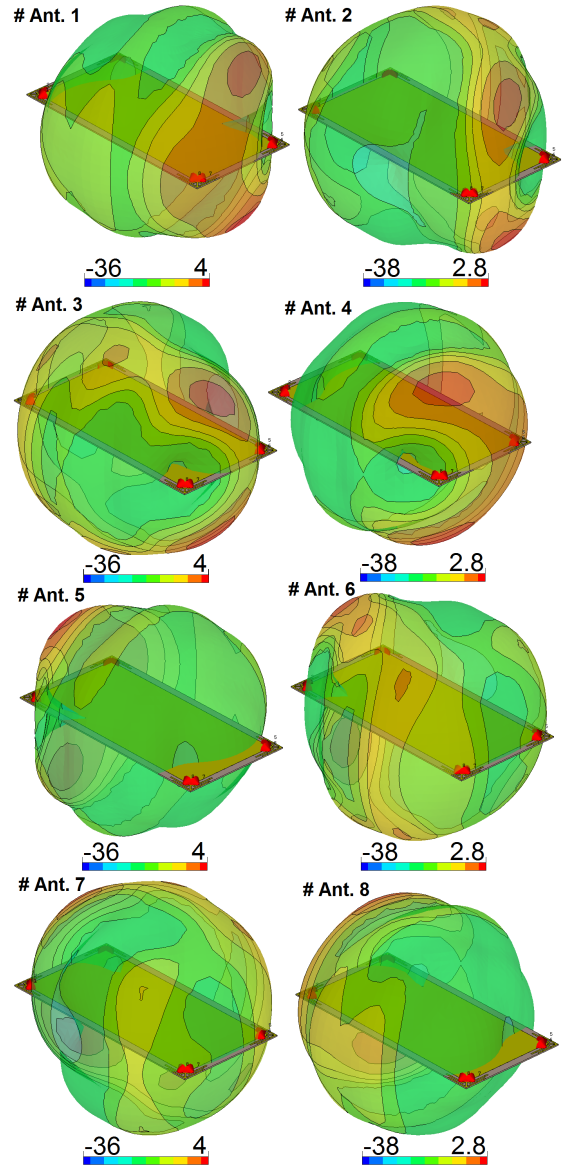 # Ant. 1
# Ant. 2
-36 4
-38 2.8
# Ant. 3
# Ant. 4
-36 4
-38 2.8
# Ant. 5
# Ant. 6
-36 4
-38 2.8
# Ant. 7
# Ant. 8
-36 4
-38 2.8